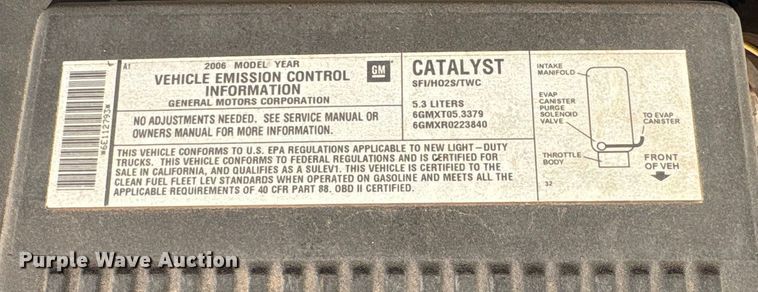 A1
2006 MODEL YEAR
VEHICLE EMISSION CONTROL
INFORMATION
GENERAL MOTORS CORPORATION
GM
NO ADJUSTMENTS NEEDED. SEE SERVICE MANUAL OR
OWNERS MANUAL FOR MORE INFORMATION.
CATALYST
SFI/HO2S/TWC
5.3 LITERS
6GMXT05.3379
6GMXR0223840
THIS VEHICLE CONFORMS TO U.S. EPA REGULATIONS APPLICABLE TO NEW LIGHT-DUTY
TRUCKS. THIS VEHICLE CONFORMS TO FEDERAL REGULATIONS AND IS CERTIFIED FOR
SALE IN CALIFORNIA, AND QUALIFIES AS A SULEV1. THIS VEHICLE IS CERTIFIED TO THE
CLEAN FUEL FLEET LEV STANDARDS WHEN OPERATED ON GASOLINE AND MEETS ALL THE
APPLICABLE REQUIREMENTS OF 40 CFR PART 88. OBD II CERTIFIED.
*6E112793*
INTAKE
MANIFOLD
EVAP
CANISTER
PURGE
SOLENOID
VALVE
TO EVAP
CANISTER
THROTTLE
BODY
FRONT
OF VEH
32
Purple Wave Auction